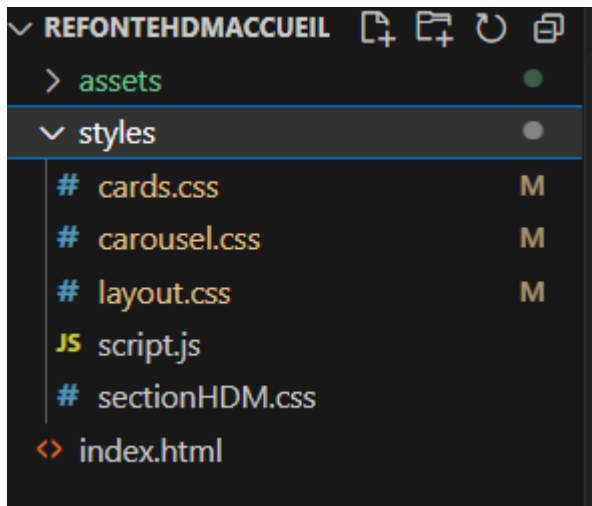 REFONTEHDMACCUEIL
assets
styles
# cards.css M
# carousel.css M
# layout.css M
JS script.js
# sectionHDM.css
<> index.html